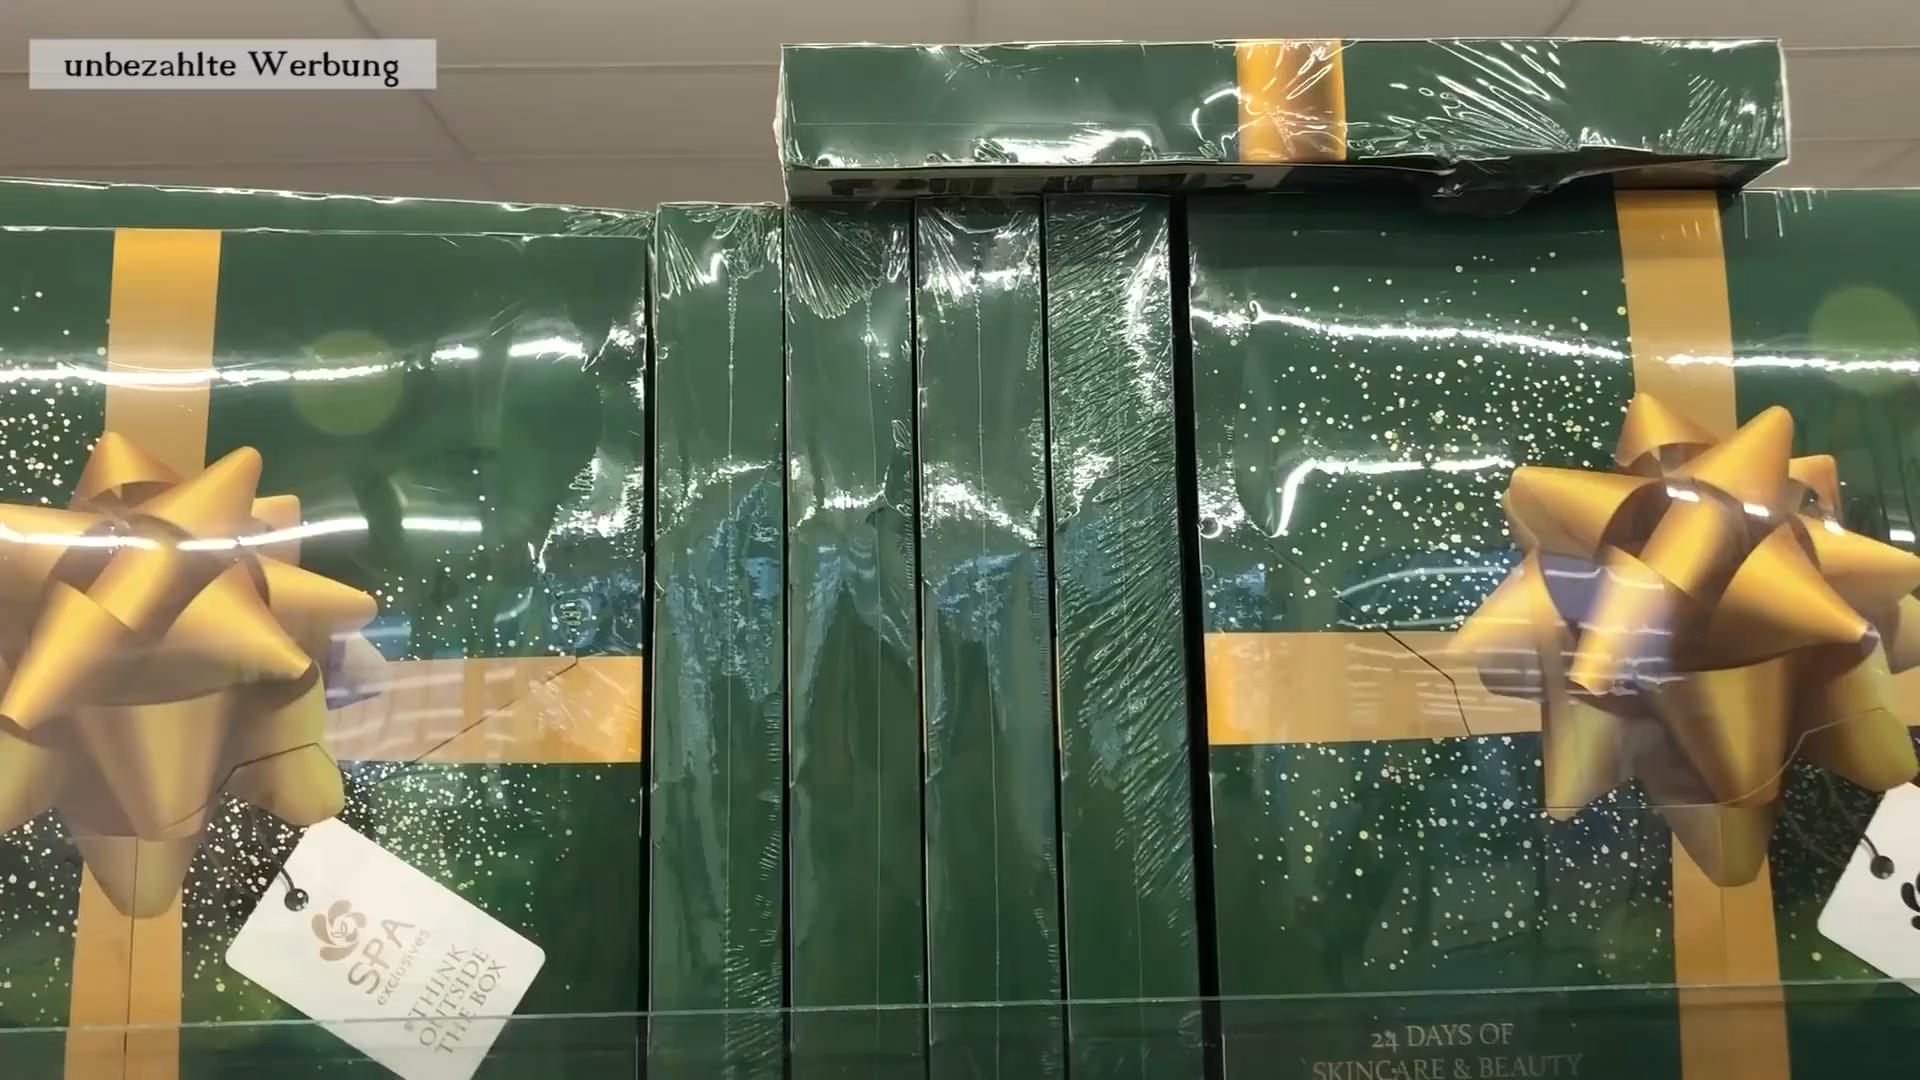 unbezahlte Werbung
SPA
exclusives
#THINK
OUTSIDE
THE BOX
24 DAYS OF
SKINCARE & BEAUTY